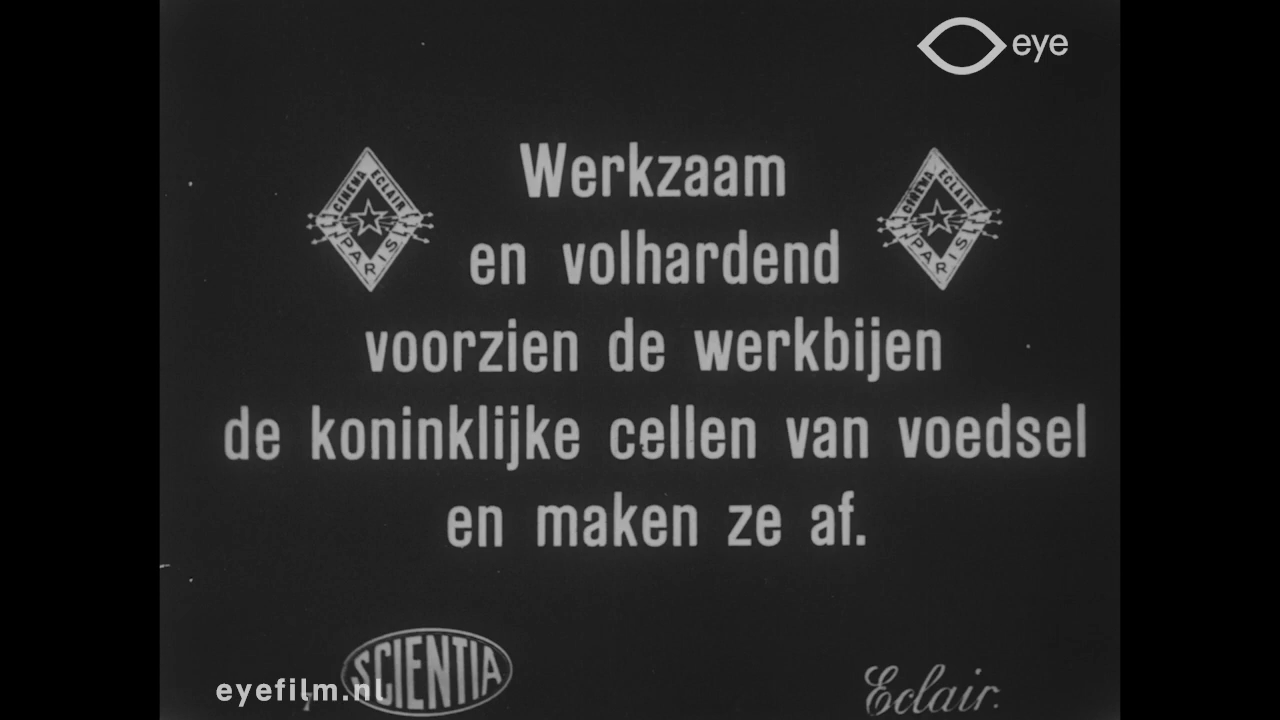 eye
Werkzaam
en volhardend
voorzien de werkbijen
de koninklijke cellen van voedsel
en maken ze af.
CINEMA ECLAIR PARIS
CINEMA ECLAIR PARIS
SCIENTIA
eyefilm.nl
Eclair.